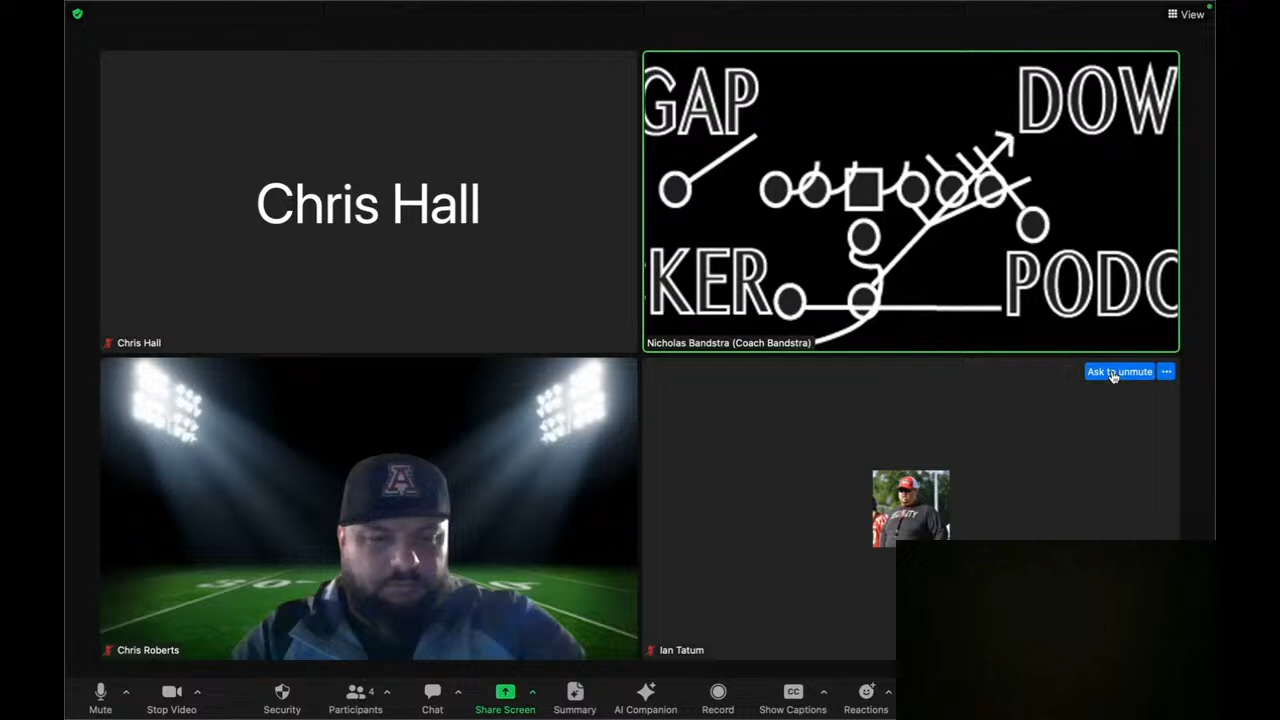 View
Chris Hall
Chris Hall
GAP
DOW
KER
PODC
Nicholas Bandstra (Coach Bandstra)
Ask to unmute
A
Chris Roberts
Ian Tatum
Mute
Stop Video
Security
4
Participants
Chat
Share Screen
Summary
AI Companion
Record
CC
Show Captions
Reactions